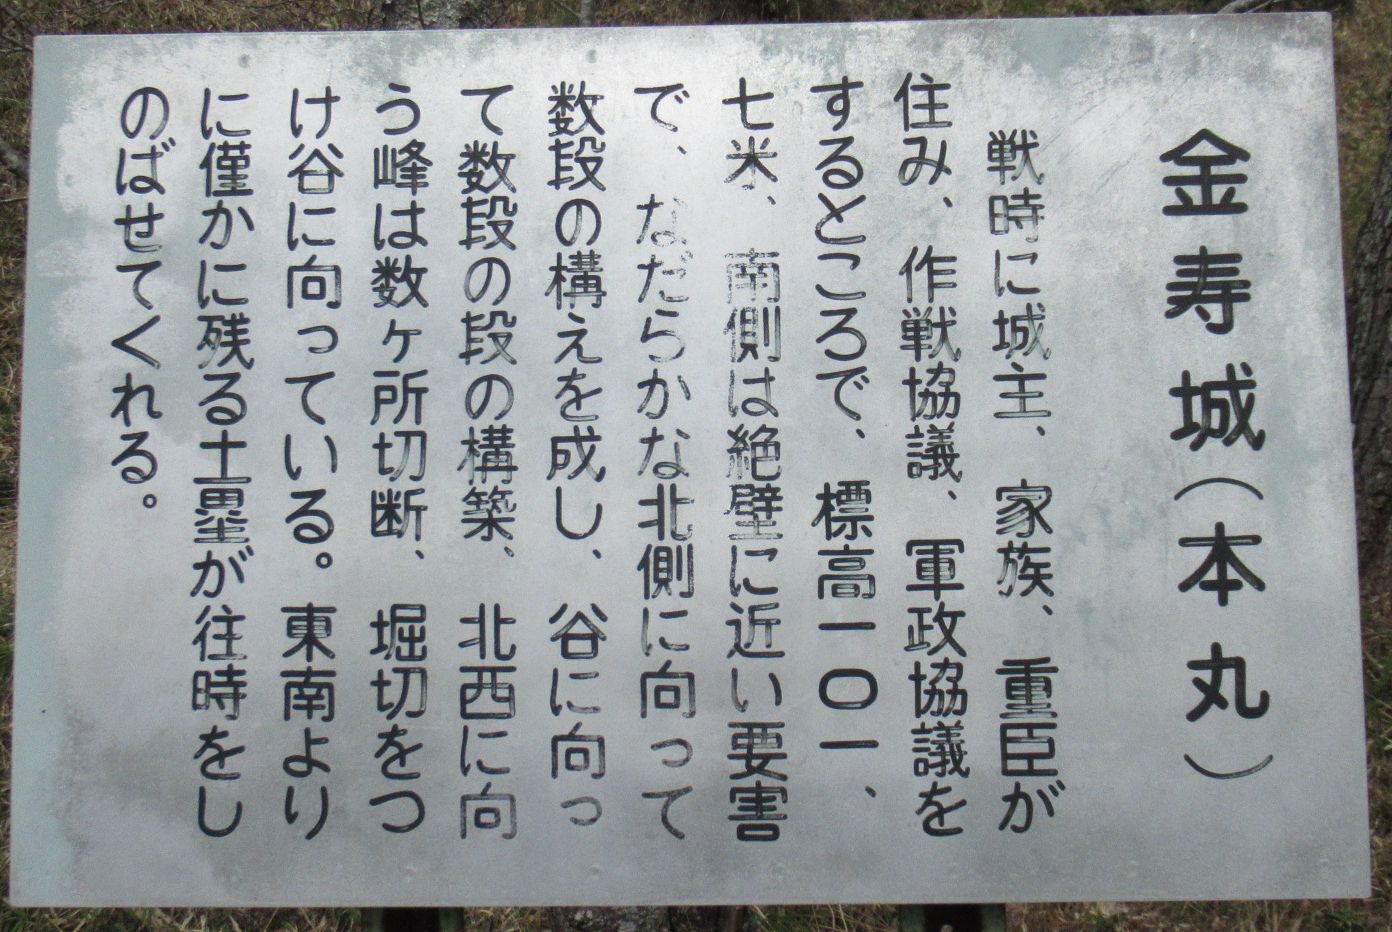 金寿城(本丸)
戦時に城主、家族、重臣が
住み、作戦協議、軍政協議を
するところで、標高一〇一、
七米、南側は絶壁に近い要害
で、なだらかな北側に向って
数段の構えを成し、谷に向っ
て数段の段の構築、北西に向
う峰は数ヶ所切断、堀切をつ
け谷に向っている。東南より
に僅かに残る土塁が往時をし
のばせてくれる。